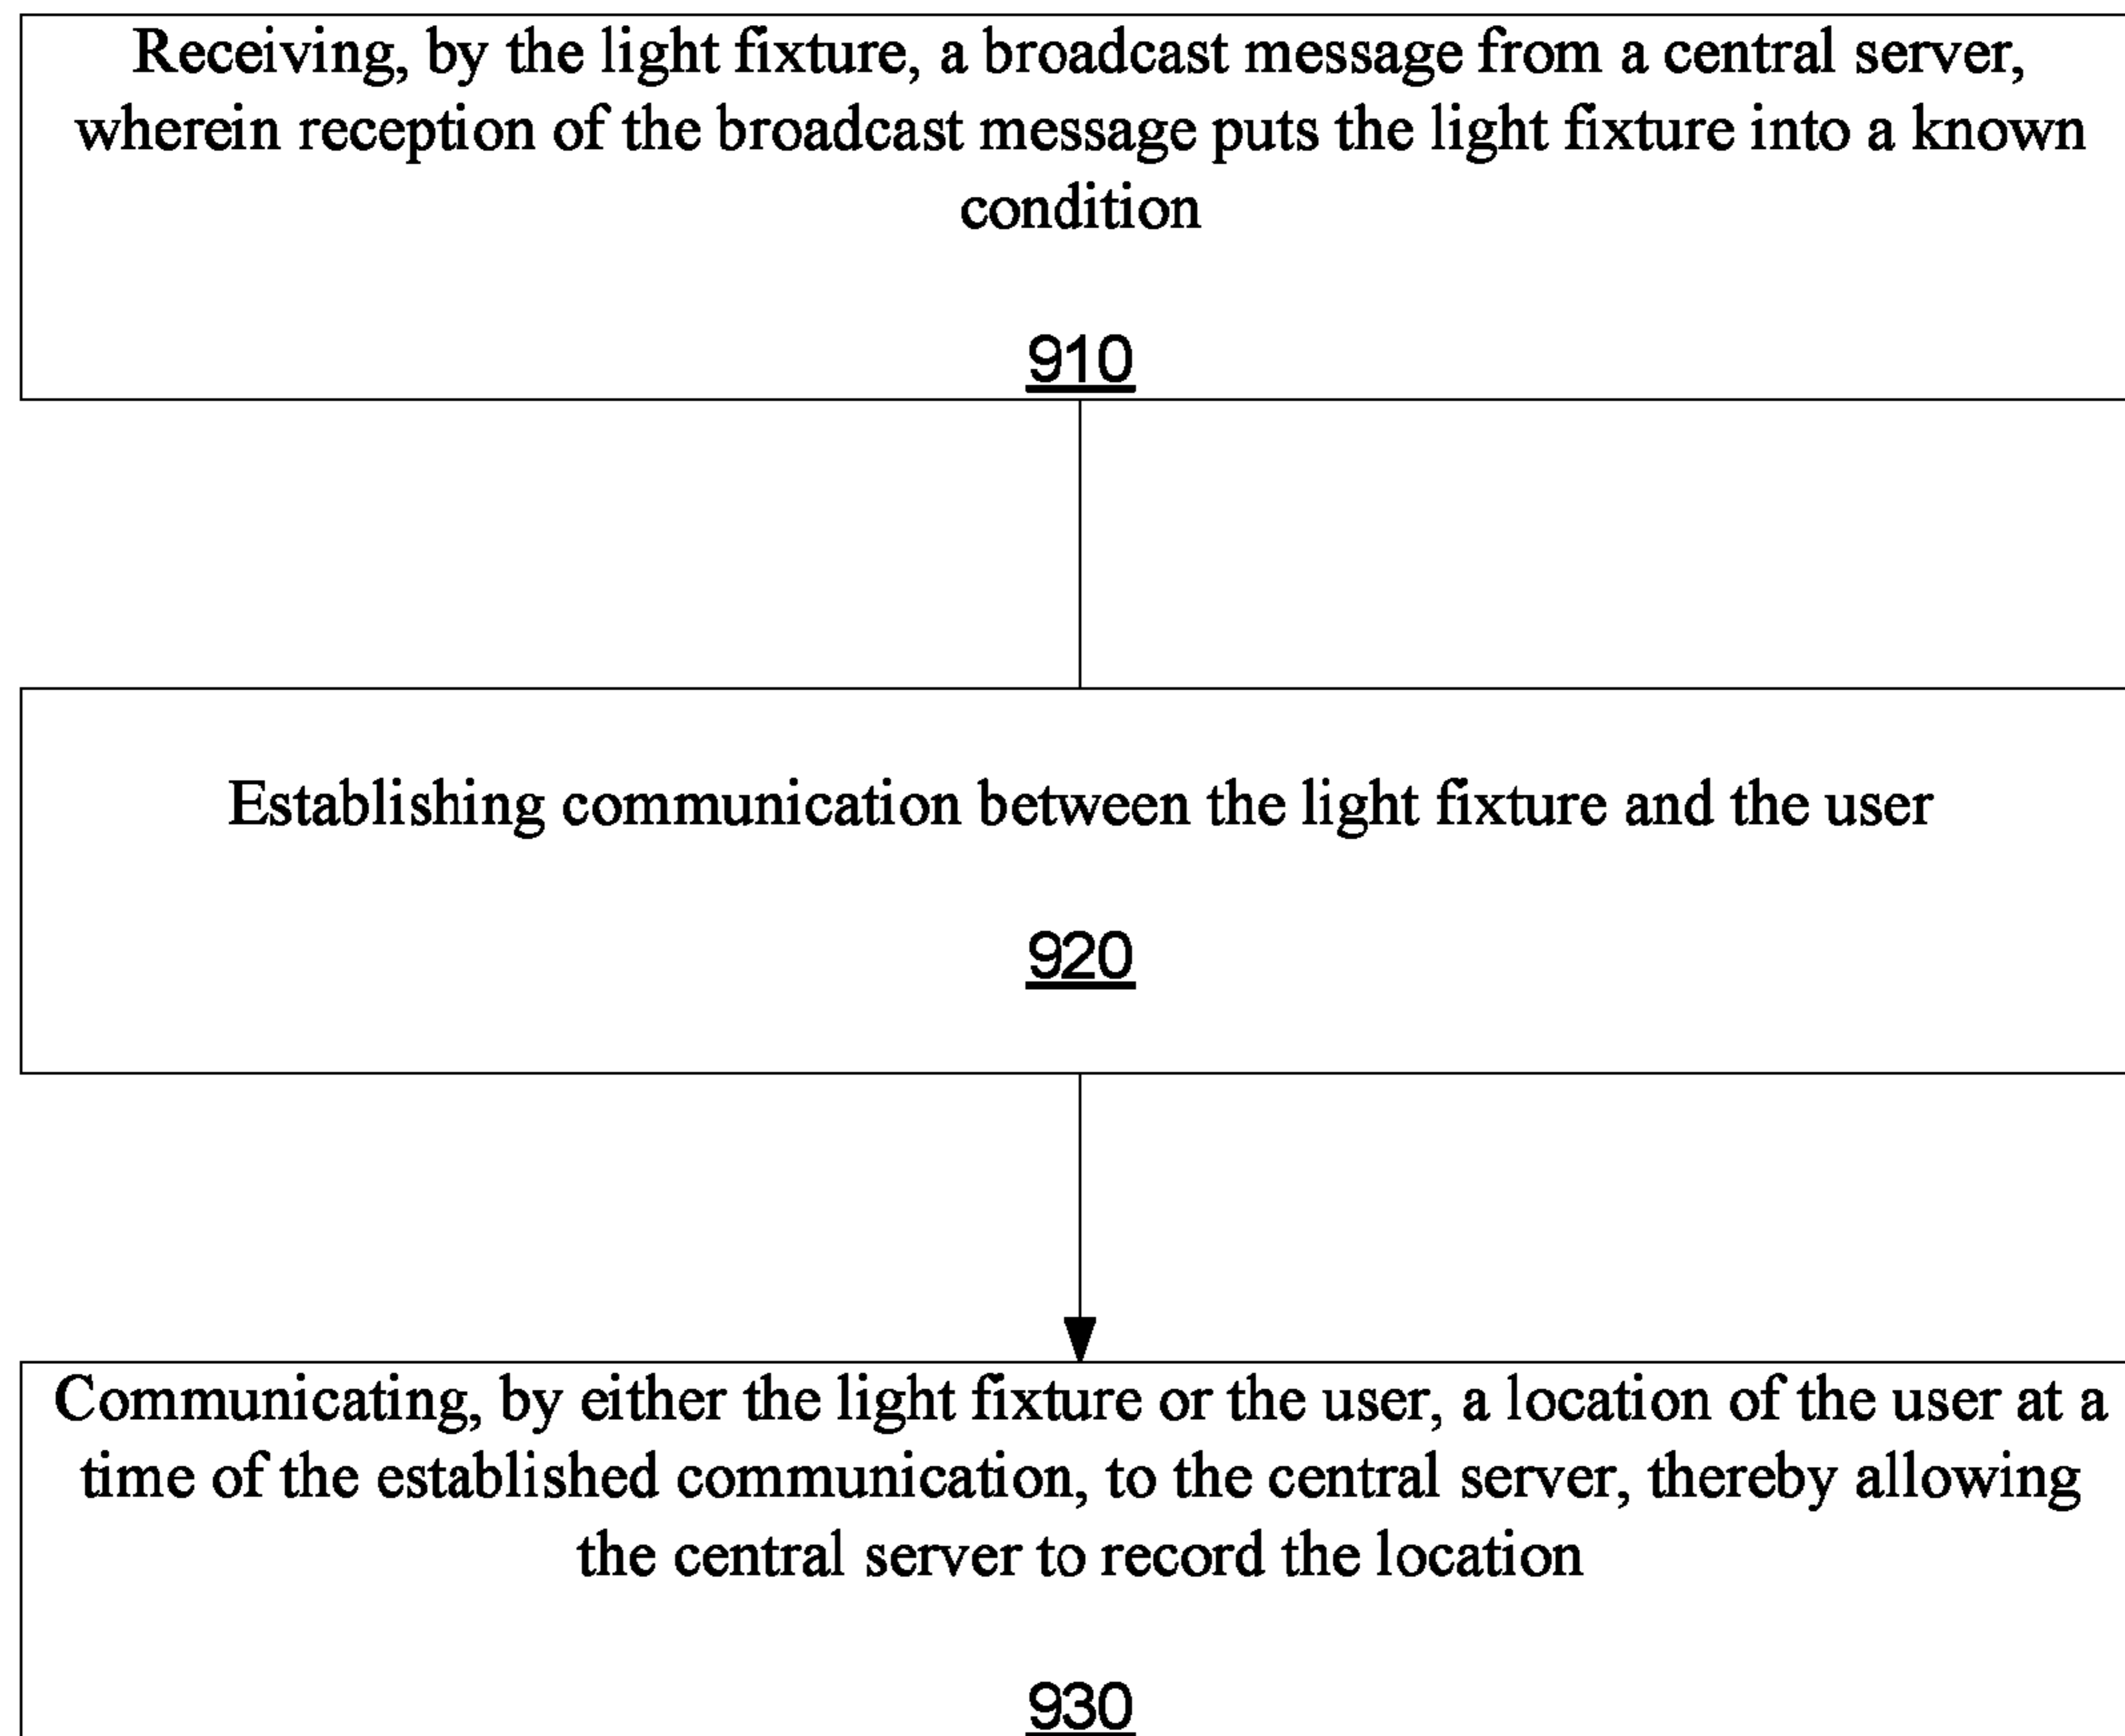 Receiving, by the light fixture, a broadcast message from a central server,
wherein reception of the broadcast message puts the light fixture into a known
condition
910
Establishing communication between the light fixture and the user
920
Communicating, by either the light fixture or the user, a location of the user at a
time of the established communication, to the central server, thereby allowing
the central server to record the location
930